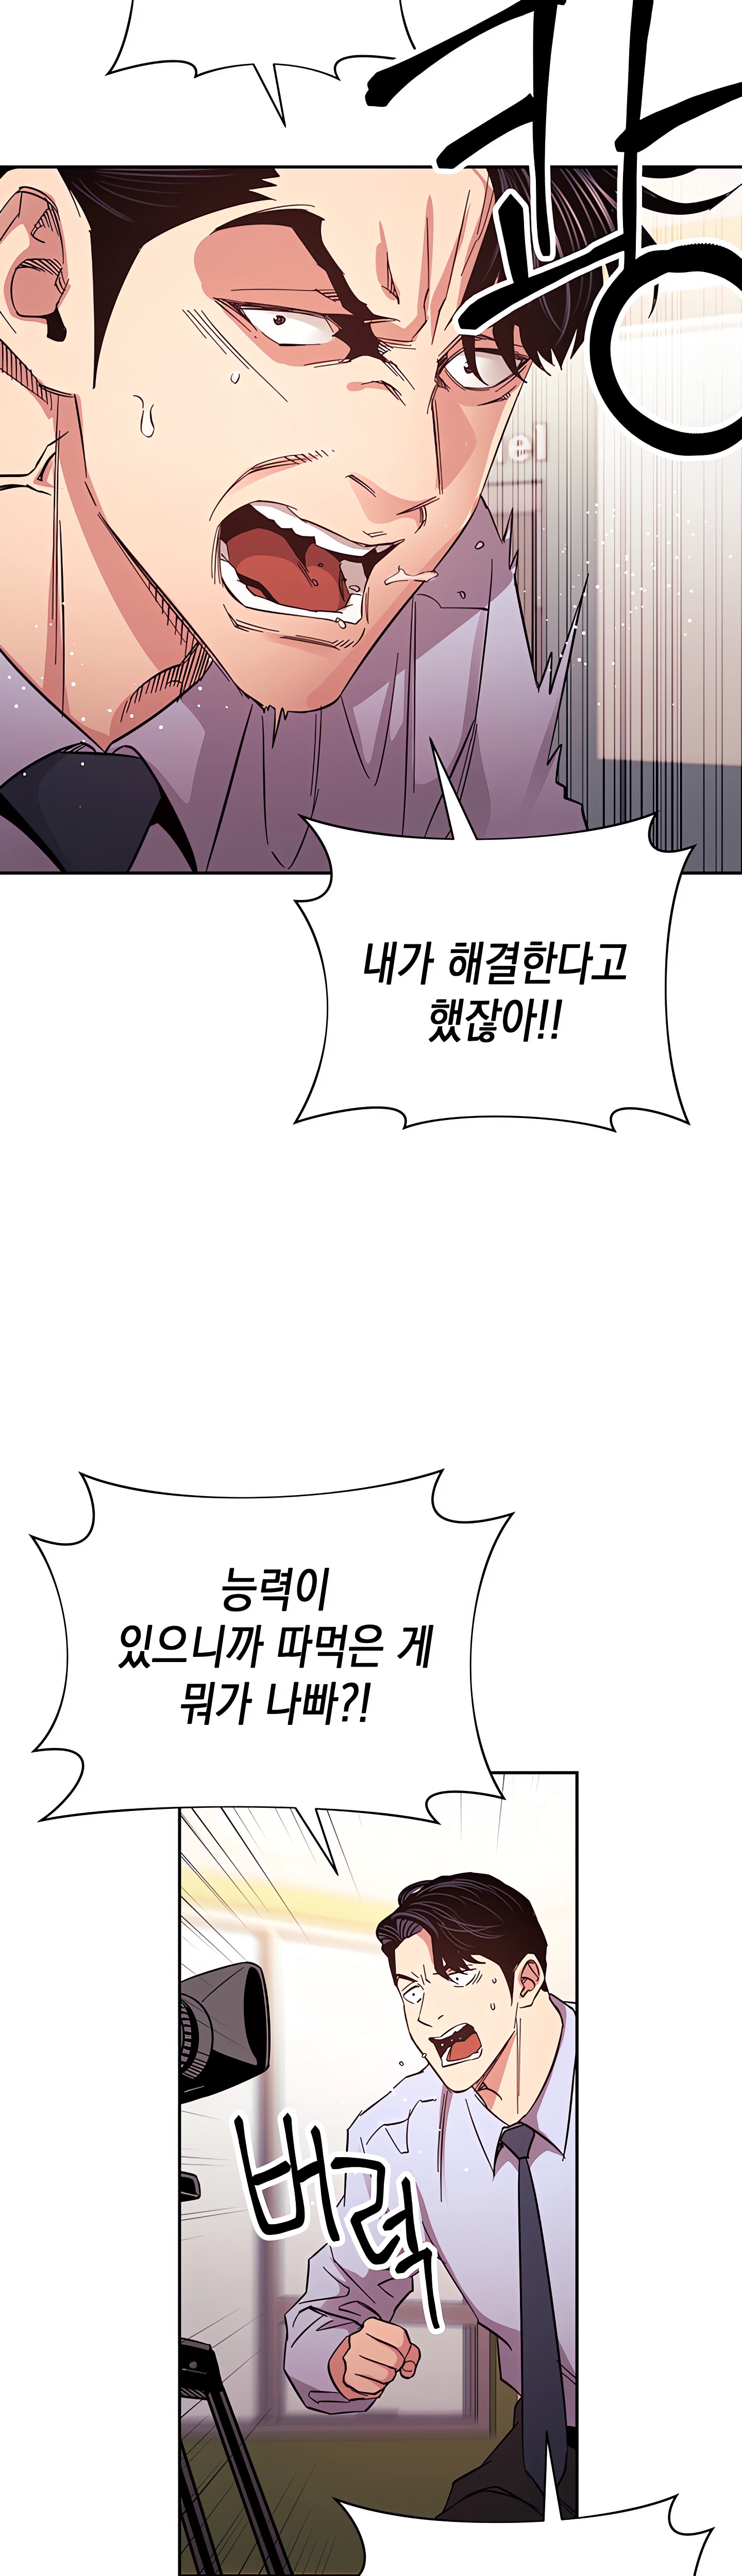 쾅
el
내가 해결한다고
했잖아!!
능력이
있으니까 따먹은 게
뭐가 나빠?!
버럭